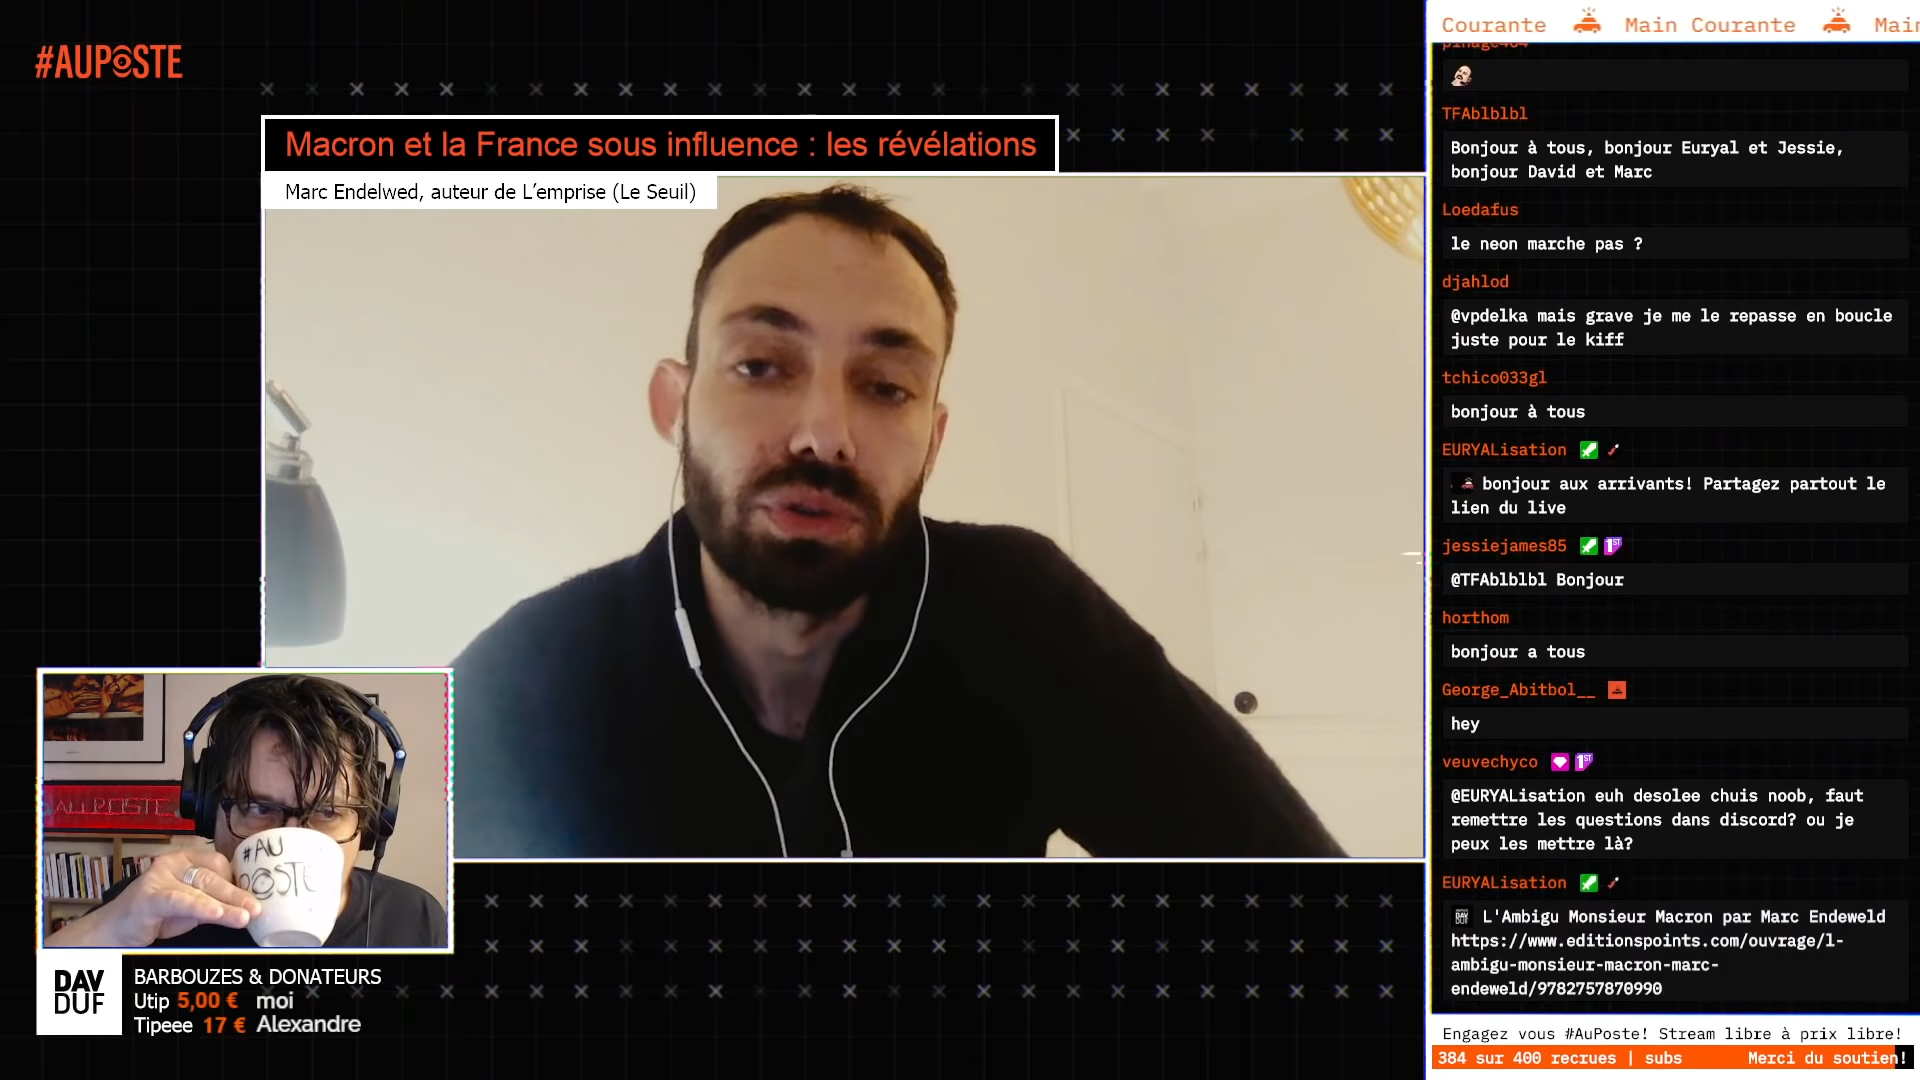 #AUPOSTE
Macron et la France sous influence : les révélations
Marc Endelwed, auteur de L'emprise (Le Seuil)
AU POSTE
#AU
POSTE
DAV
DUF
BARBOUZES & DONATEURS
Utip 5,00 € moi
Tipeee 17 € Alexandre
Courante Main Courante Main
TFAblblbl
Bonjour à tous, bonjour Euryal et Jessie,
bonjour David et Marc
Loedafus
le neon marche pas ?
djahlod
@vpdelka mais grave je me le repasse en boucle
juste pour le kiff
tchico033gl
bonjour à tous
EURYALisation
bonjour aux arrivants! Partagez partout le
lien du live
jessiejames85 1ST
@TFAblblbl Bonjour
horthom
bonjour a tous
George_Abitbol__
hey
veuvechyco 1ST
@EURYALisation euh desolee chuis noob, faut
remettre les questions dans discord? ou je
peux les mettre là?
EURYALisation
DAV DUF L'Ambigu Monsieur Macron par Marc Endeweld
https://www.editionspoints.com/ouvrage/l-
ambigu-monsieur-macron-marc-
endeweld/9782757870990
Engagez vous #AuPoste! Stream libre à prix libre!
384 sur 400 recrues | subs Merci du soutien!